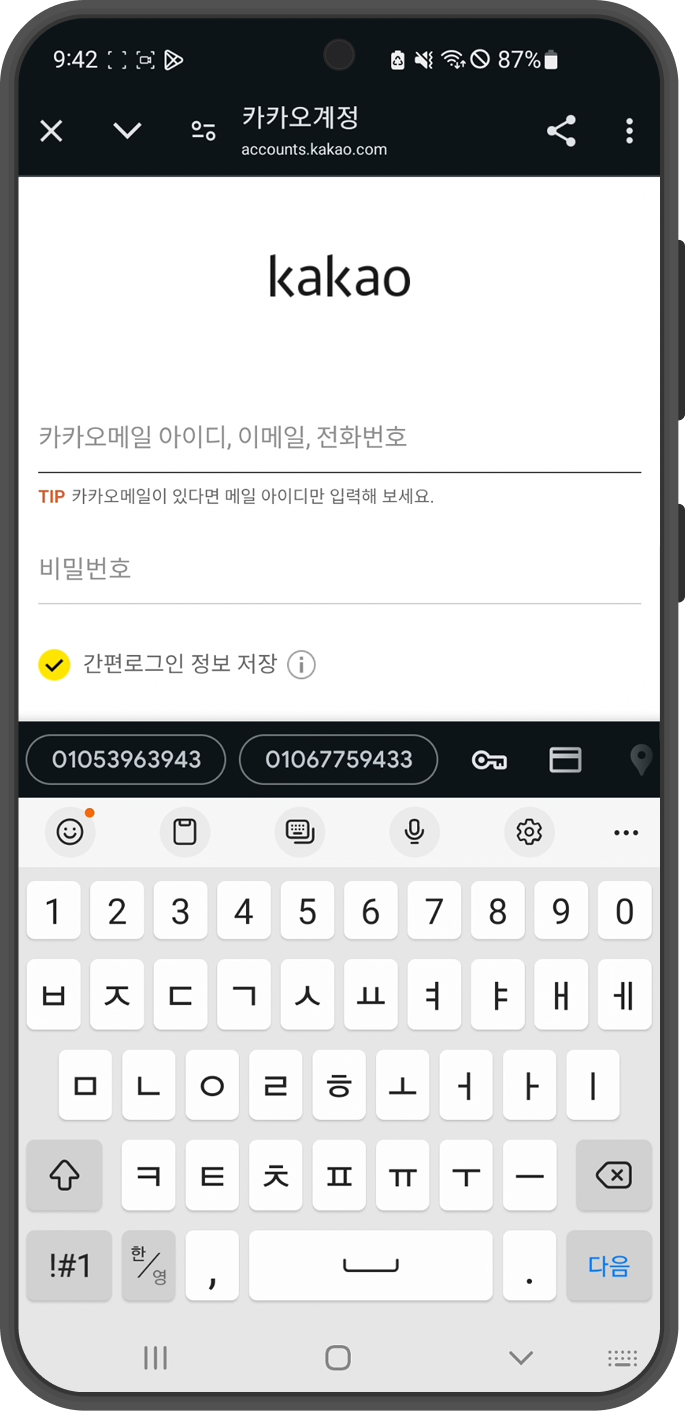 9:42 87%
카카오계정
accounts.kakao.com
kakao
카카오메일 아이디, 이메일, 전화번호
TIP 카카오메일이 있다면 메일 아이디만 입력해 보세요.
비밀번호
간편로그인 정보 저장
01053963943 01067759433
1 2 3 4 5 6 7 8 9 0
ㅂ ㅈ ㄷ ㄱ ㅅ ㅛ ㅕ ㅑ ㅐ ㅔ
ㅁ ㄴ ㅇ ㄹ ㅎ ㅗ ㅓ ㅏ ㅣ
ㅋ ㅌ ㅊ ㅍ ㅠ ㅜ ㅡ
!#1 한/영 , . 다음